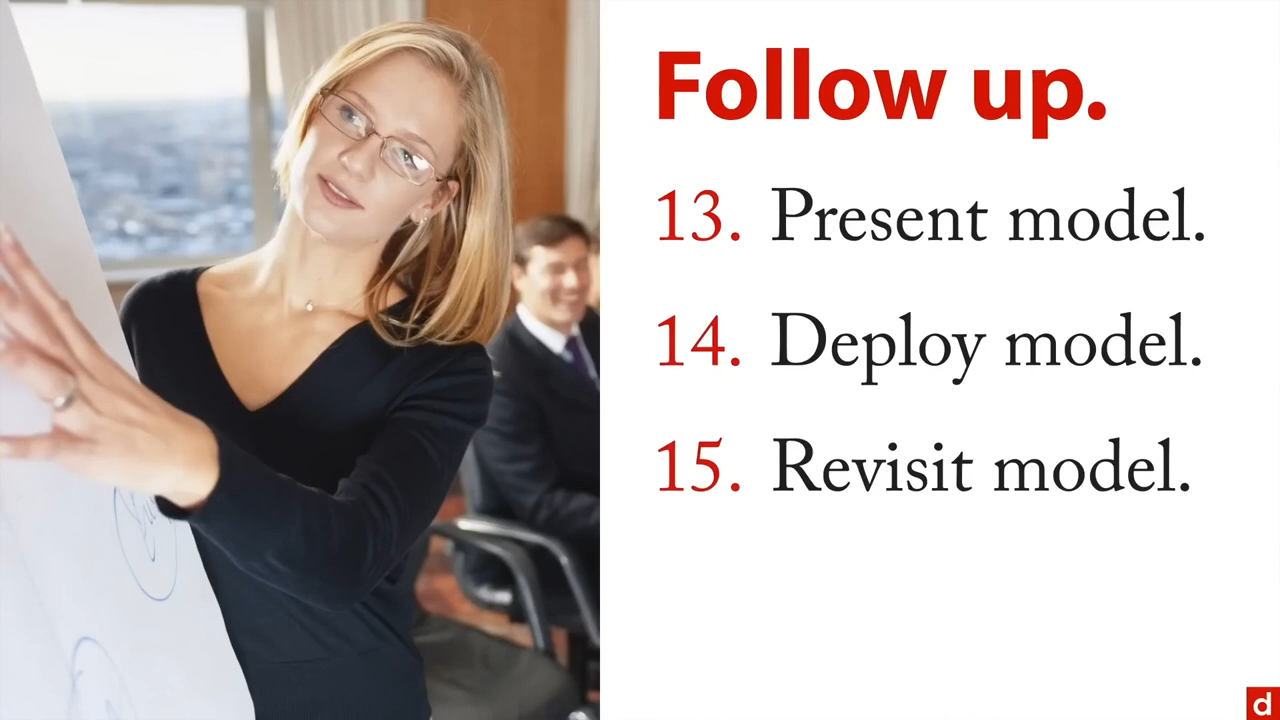 Follow up.
13. Present model.
14. Deploy model.
15. Revisit model.
d